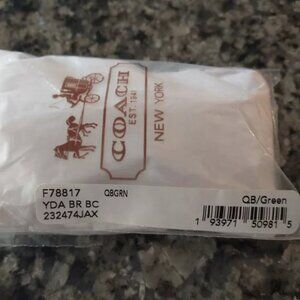 COACH
EST. 1941
NEW YORK
F78817 QBGRN
YDA BR BC QB/Green
232474JAX
1 93971 50981 5